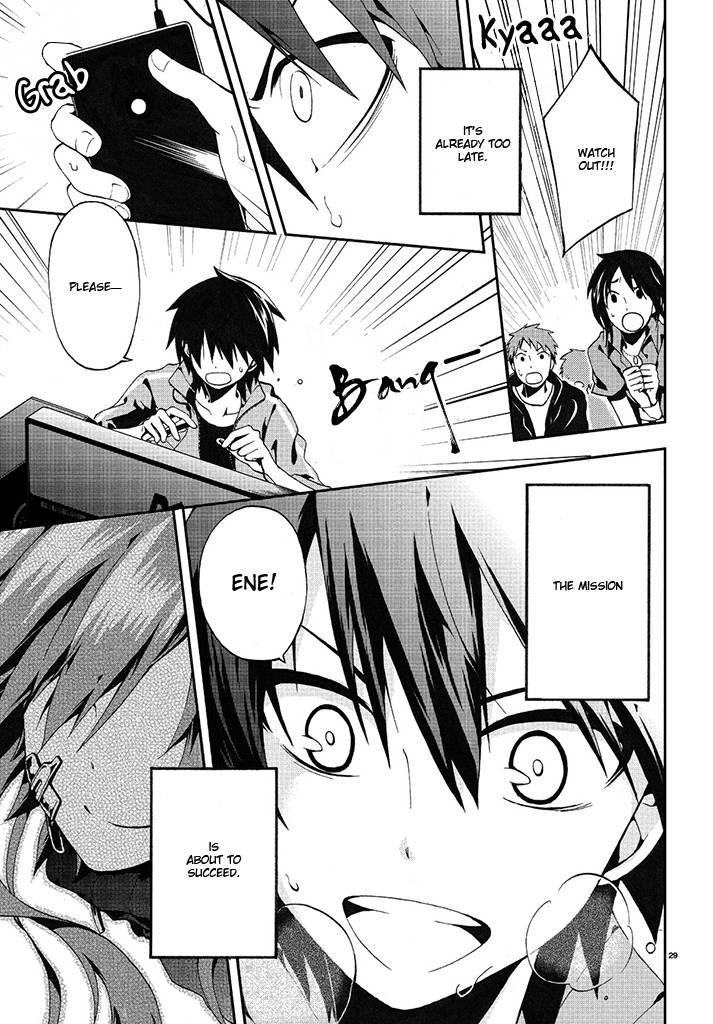 Kyaaa
WATCH
OUT!!!
IT'S
ALREADY TOO
LATE.
Grab
Bang—
PLEASE—
THE MISSION
ENE!
IS
ABOUT TO
SUCCEED.
29